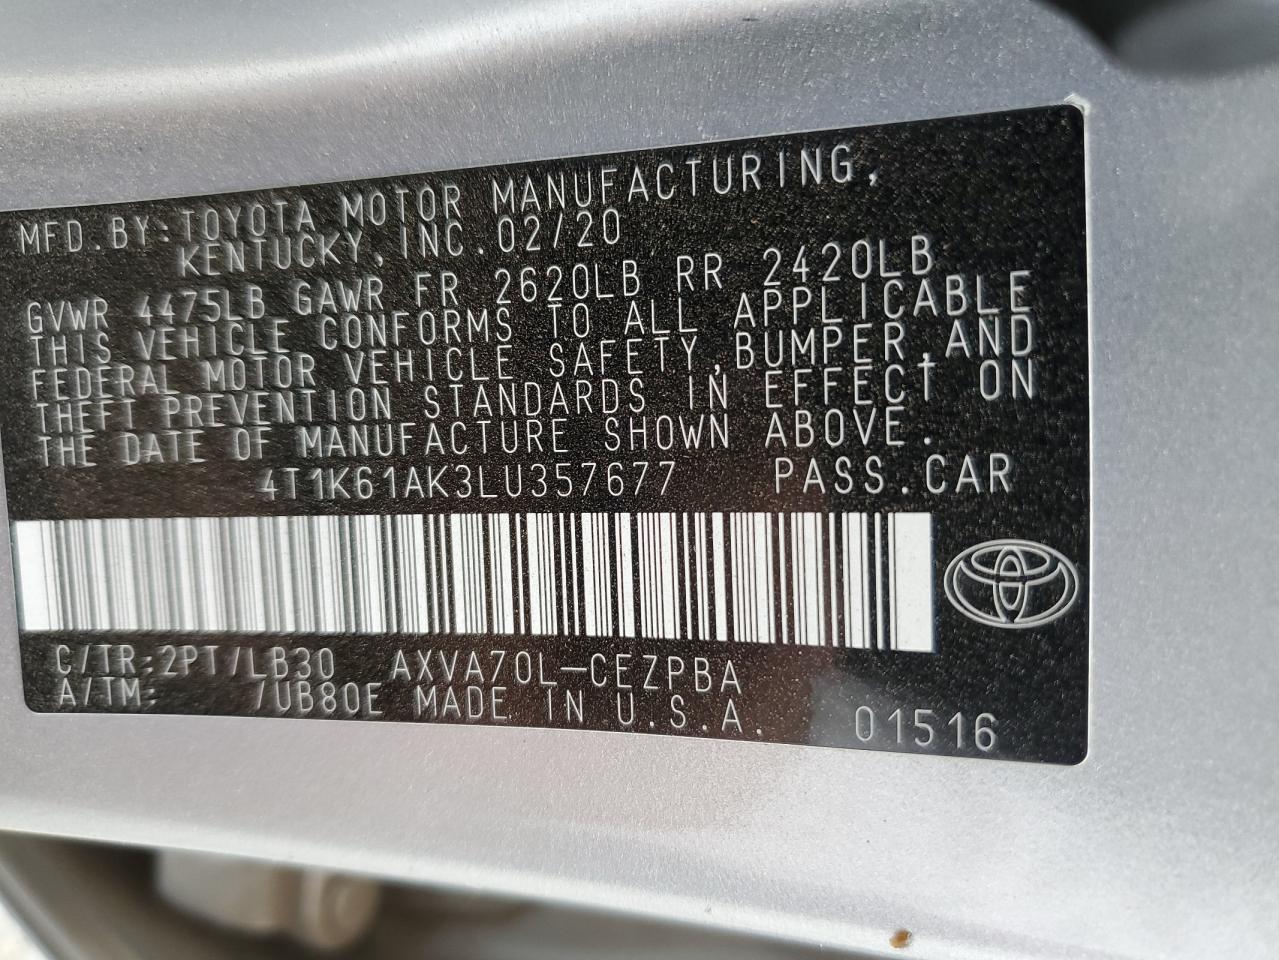 MFD.BY:TOYOTA MOTOR MANUFACTURING,
KENTUCKY, INC. 02/20
GVWR 4475LB GAWR FR 2620LB RR 2420LB
THIS VEHICLE CONFORMS TO ALL APPLICABLE
FEDERAL MOTOR VEHICLE SAFETY,BUMPER,AND
THEFT PREVENTION STANDARDS IN EFFECT ON
THE DATE OF MANUFACTURE SHOWN ABOVE.
4T1K61AK3LU357677 PASS.CAR
C/TR:2PT/LB30 AXVA70L-CEZPBA
A/TM: /UB80E MADE IN U.S.A. 01516